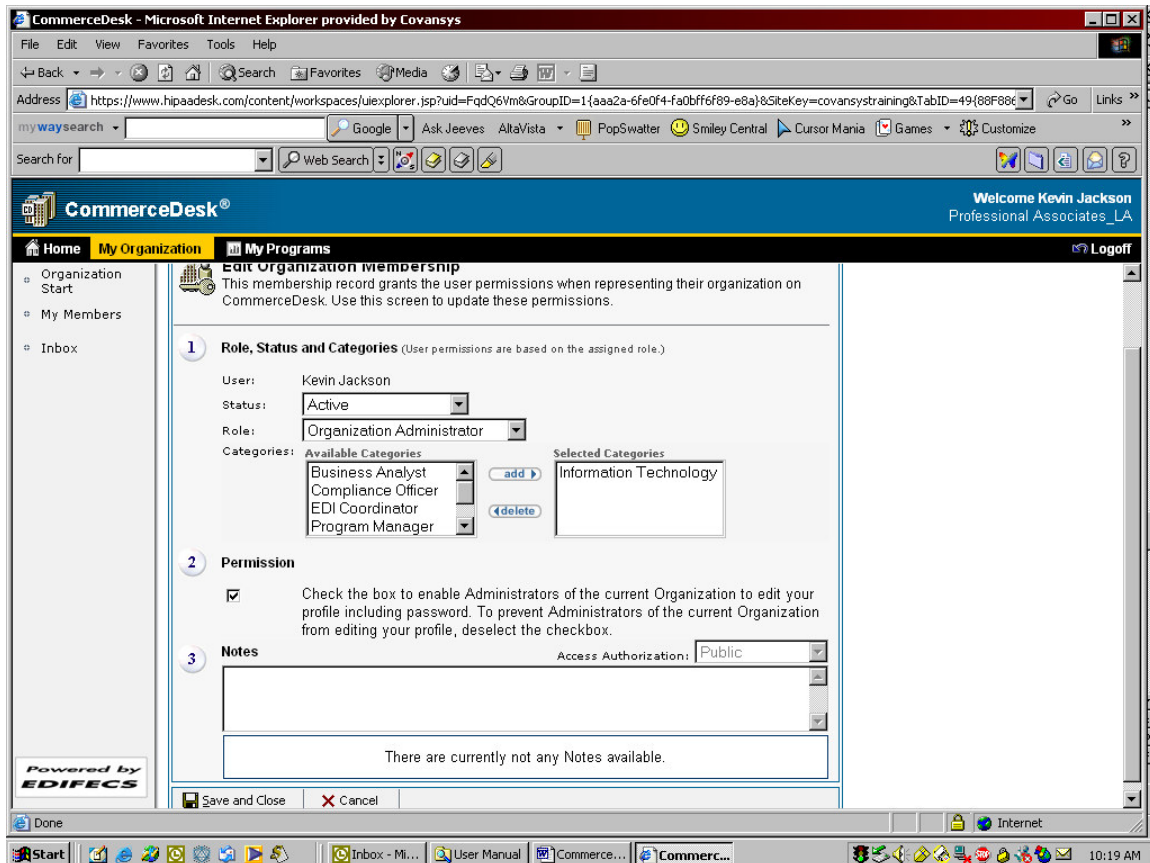 CommerceDesk - Microsoft Internet Explorer provided by Covansys
File Edit View Favorites Tools Help
Back Search Favorites Media
Address https://www.hipaadesk.com/content/workspaces/uiexplorer.jsp?uid=FqdQ6Vm&GroupID=1{aaa2a-6fe0f4-fa0bff6f89-e8a}&SiteKey=covansystraining&TabID=49{88F886 Go Links »
mywaysearch Google Ask Jeeves AltaVista PopSwatter Smiley Central Cursor Mania Games Customize »
Search for Web Search
CommerceDesk®
Welcome Kevin Jackson
Professional Associates_LA
Home My Organization My Programs Logoff
Organization
Start
My Members
Inbox
Edit Organization Membership
This membership record grants the user permissions when representing their organization on
CommerceDesk. Use this screen to update these permissions.
1 Role, Status and Categories (User permissions are based on the assigned role.)
User: Kevin Jackson
Status: Active
Role: Organization Administrator
Categories: Available Categories Selected Categories
Business Analyst add Information Technology
Compliance Officer
EDI Coordinator delete
Program Manager
2 Permission
Check the box to enable Administrators of the current Organization to edit your
profile including password. To prevent Administrators of the current Organization
from editing your profile, deselect the checkbox.
3 Notes Access Authorization: Public
There are currently not any Notes available.
Powered by
EDIFECS
Save and Close Cancel
Done Internet
Start Inbox - Mi... User Manual Commerce... Commerc... 10:19 AM